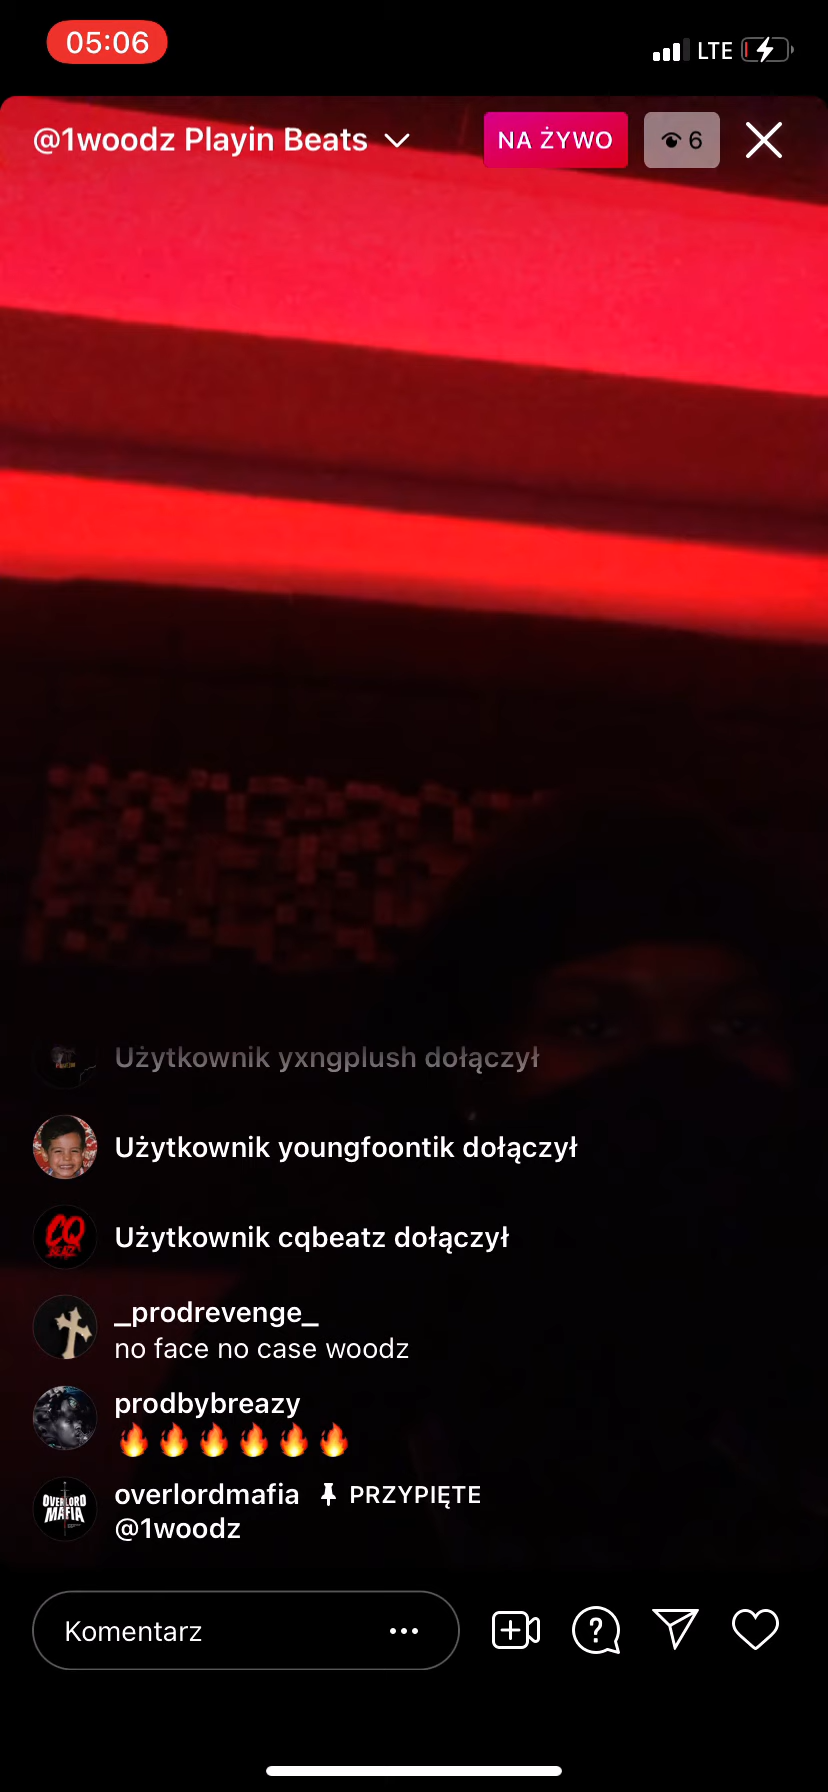 05:06
LTE
@1woodz Playin Beats
NA ŻYWO
6
Użytkownik yxngplush dołączył
Użytkownik youngfoontik dołączył
CQ
BEATZ
Użytkownik cqbeatz dołączył
_prodrevenge_
no face no case woodz
prodbybreazy
🔥🔥🔥🔥🔥🔥
OVERLORD
MAFIA
overlordmafia PRZYPIĘTE
@1woodz
Komentarz